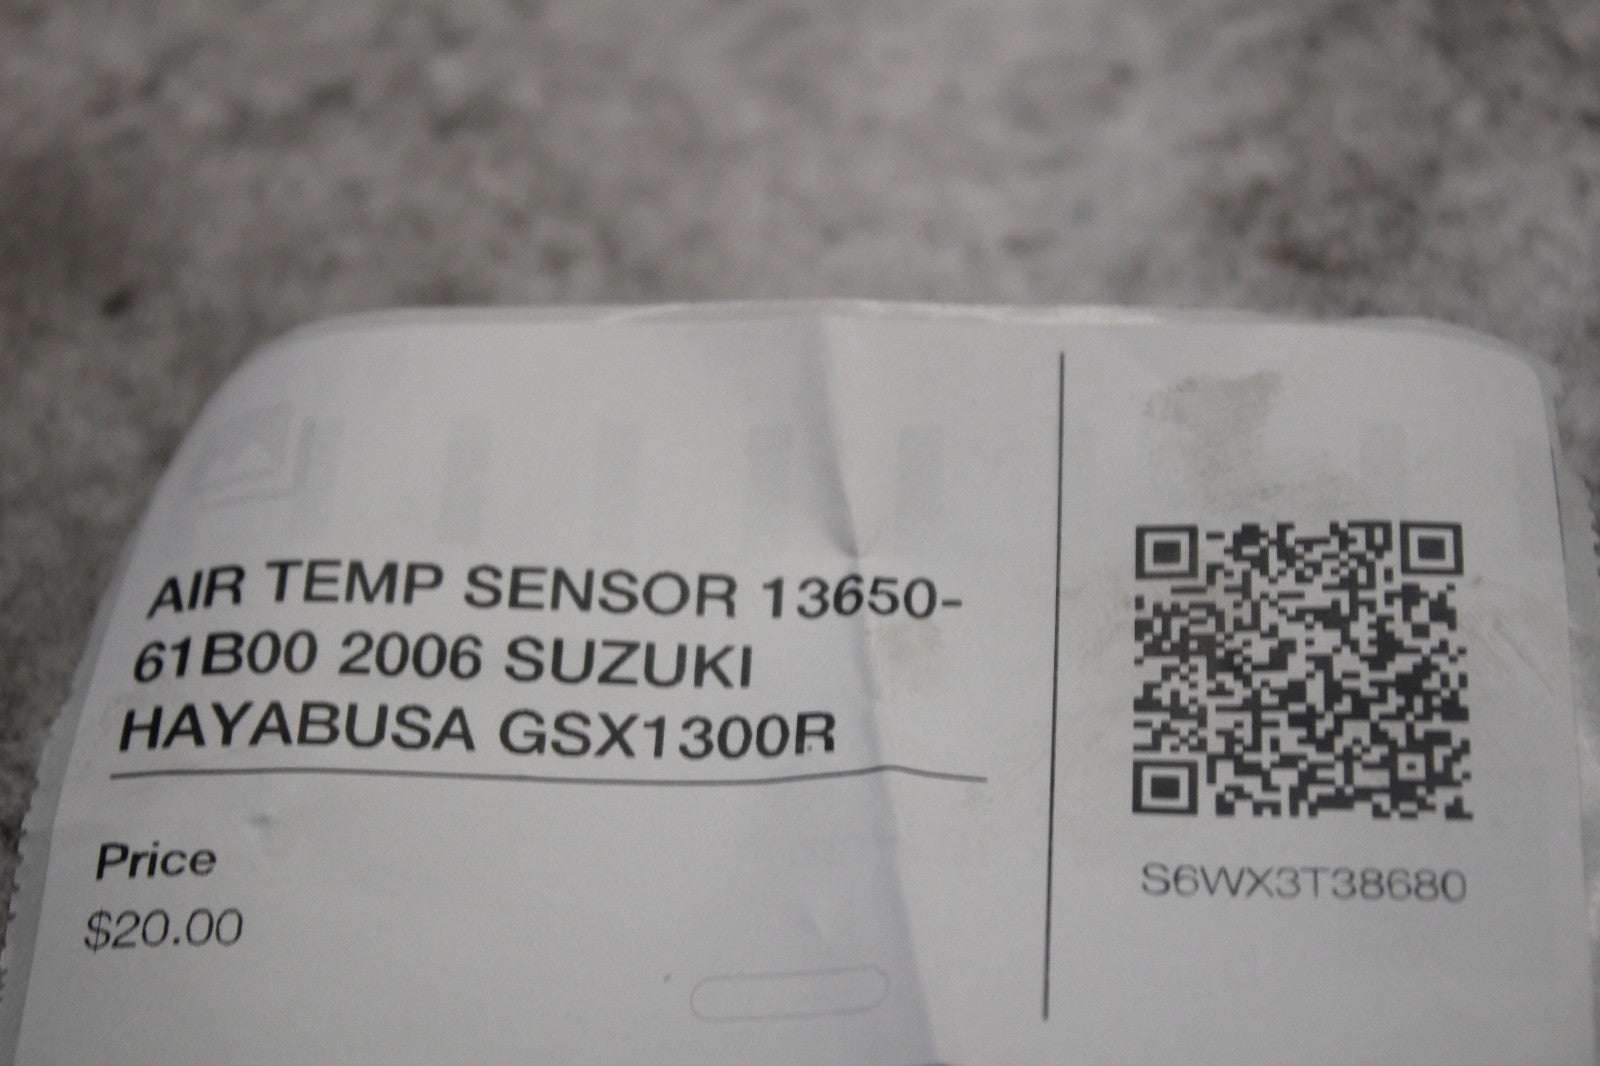 AIR TEMP SENSOR 13650-
61B00 2006 SUZUKI
HAYABUSA GSX1300R
Price
$20.00
S6WX3T38680